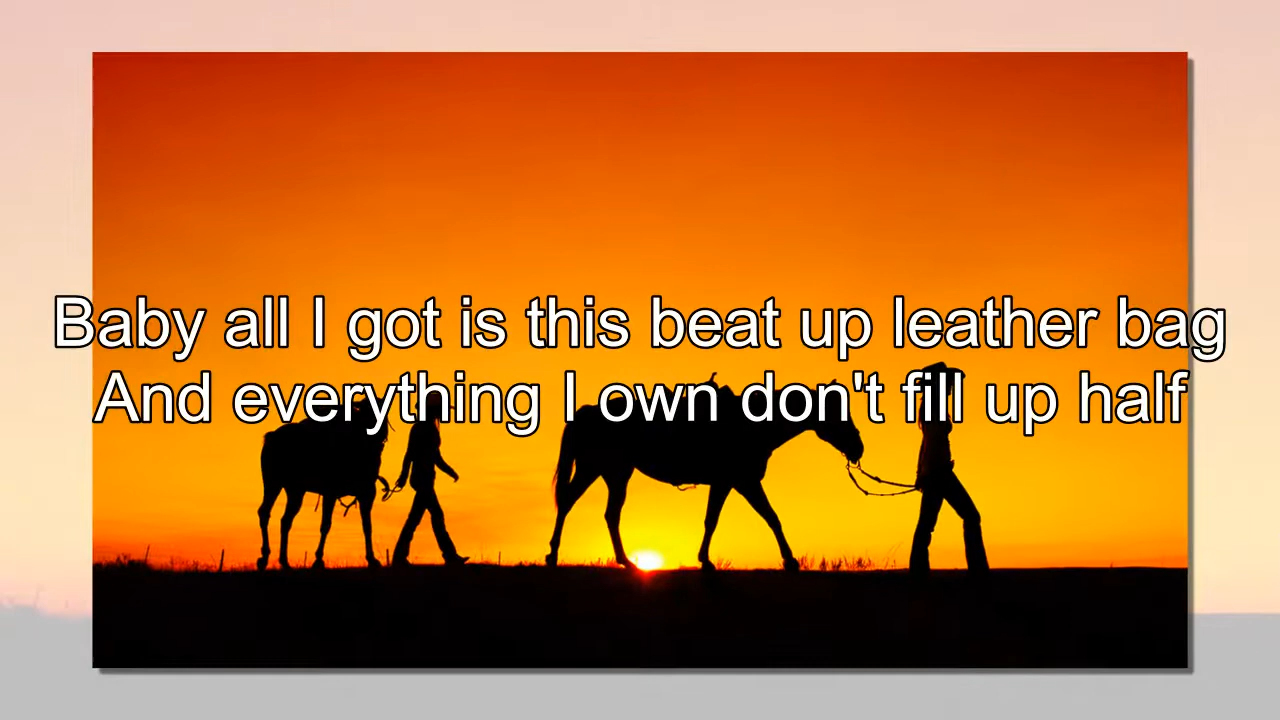 Baby all I got is this beat up leather bag
And everything I own don't fill up half